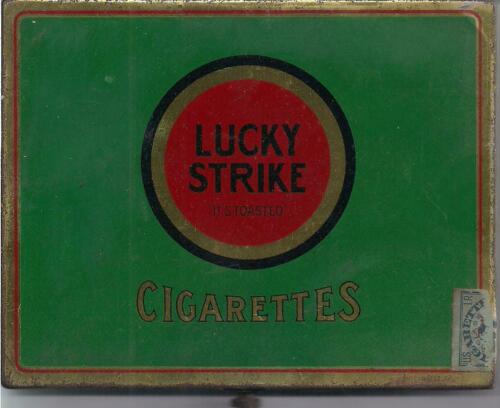 LUCKY
STRIKE
"IT'S TOASTED"
CIGARETTES